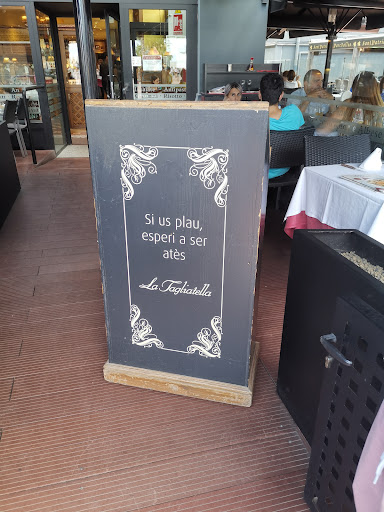 Si us plau,
esperi a ser
atès
La Tagliatella